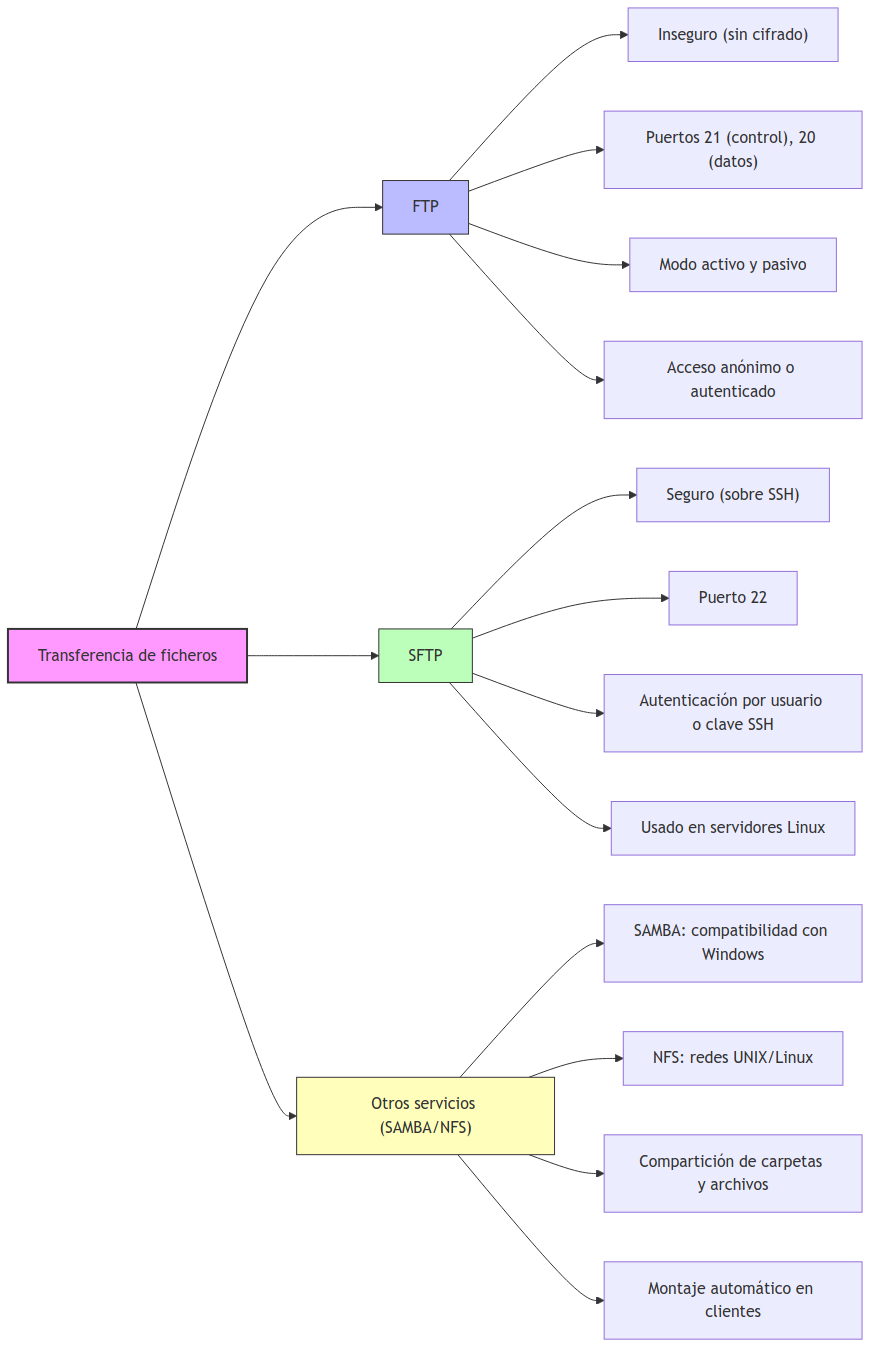 Transferencia de ficheros
FTP
Inseguro (sin cifrado)
Puertos 21 (control), 20
(datos)
Modo activo y pasivo
Acceso anónimo o
autenticado
SFTP
Seguro (sobre SSH)
Puerto 22
Autenticación por usuario
o clave SSH
Usado en servidores Linux
Otros servicios
(SAMBA/NFS)
SAMBA: compatibilidad con
Windows
NFS: redes UNIX/Linux
Compartición de carpetas
y archivos
Montaje automático en
clientes